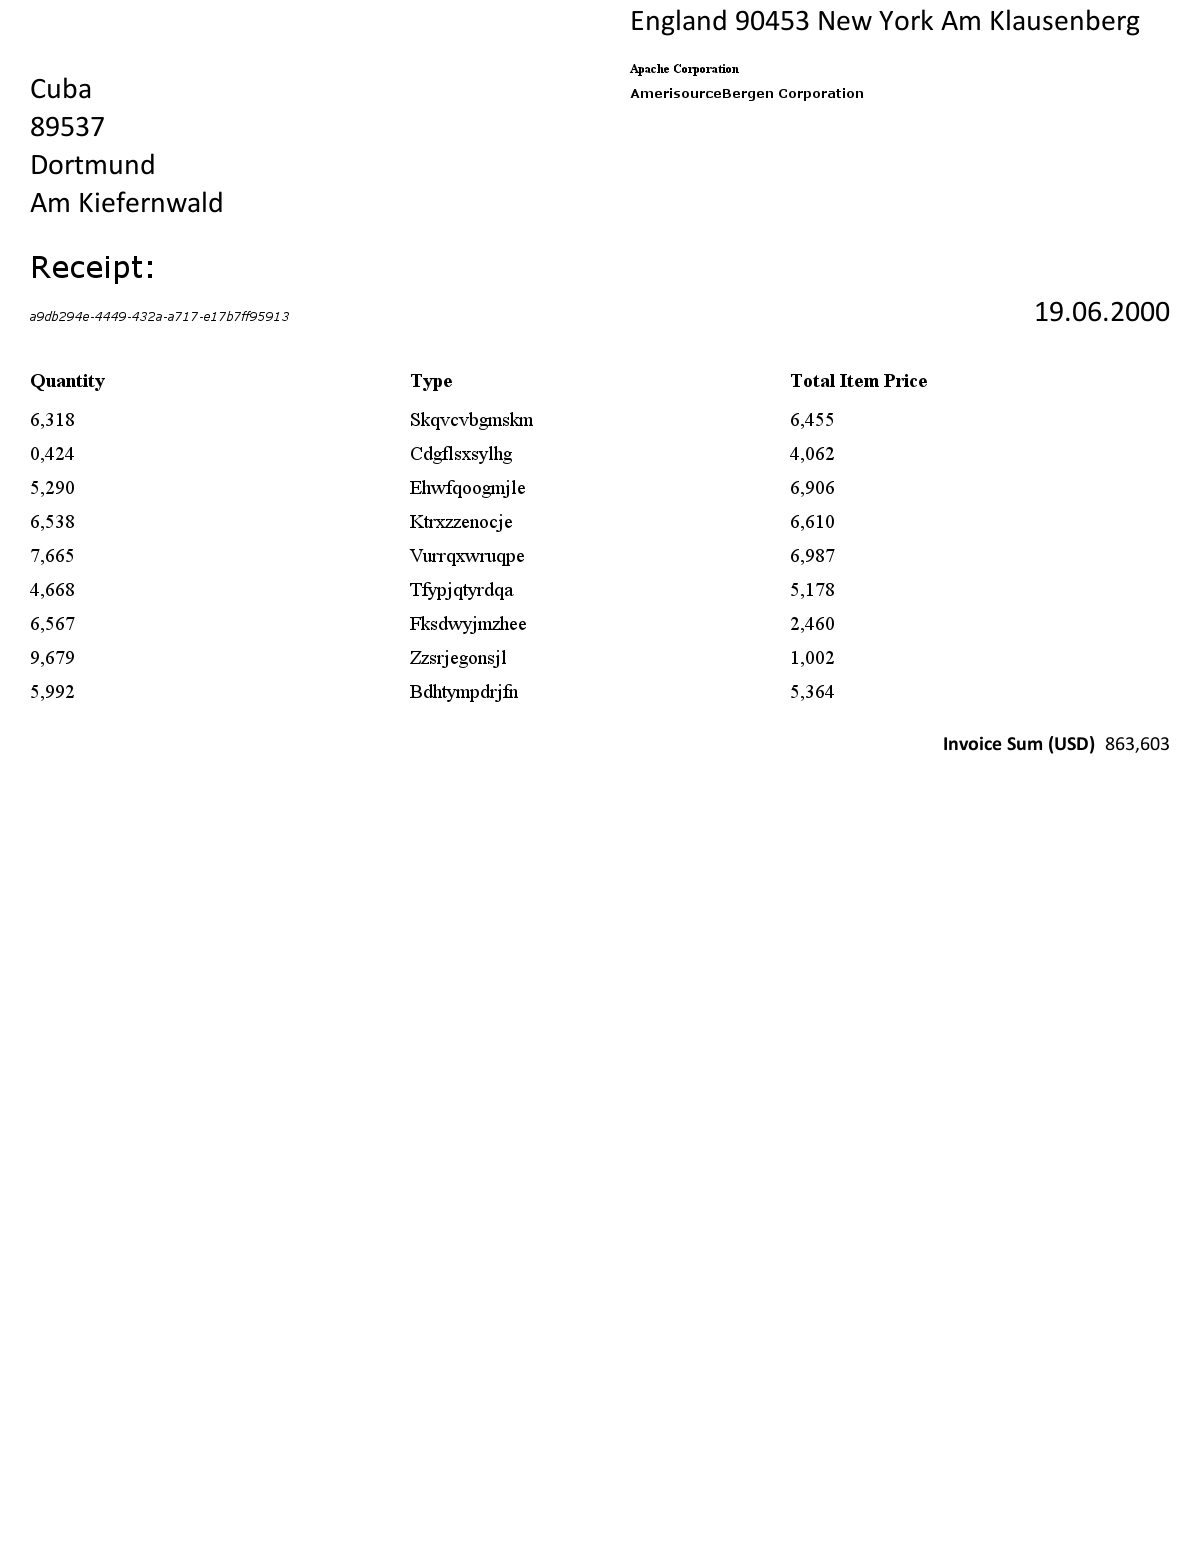 England 90453 New York Am Klausenberg
Apache Corporation
AmerisourceBergen Corporation
Cuba
89537
Dortmund
Am Kiefernwald
Receipt:
a9db294e-4449-432a-a717-e17b7ff95913
19.06.2000
Quantity Type Total Item Price
6,318 Skqvcvbgmskm 6,455
0,424 Cdgflsxsylhg 4,062
5,290 Ehwfqoogmjle 6,906
6,538 Ktrxzzenocje 6,610
7,665 Vurrqxwruqpe 6,987
4,668 Tfypjqtyrdqa 5,178
6,567 Fksdwyjmzhee 2,460
9,679 Zzsrjegonsjl 1,002
5,992 Bdhtympdrjfn 5,364
Invoice Sum (USD) 863,603